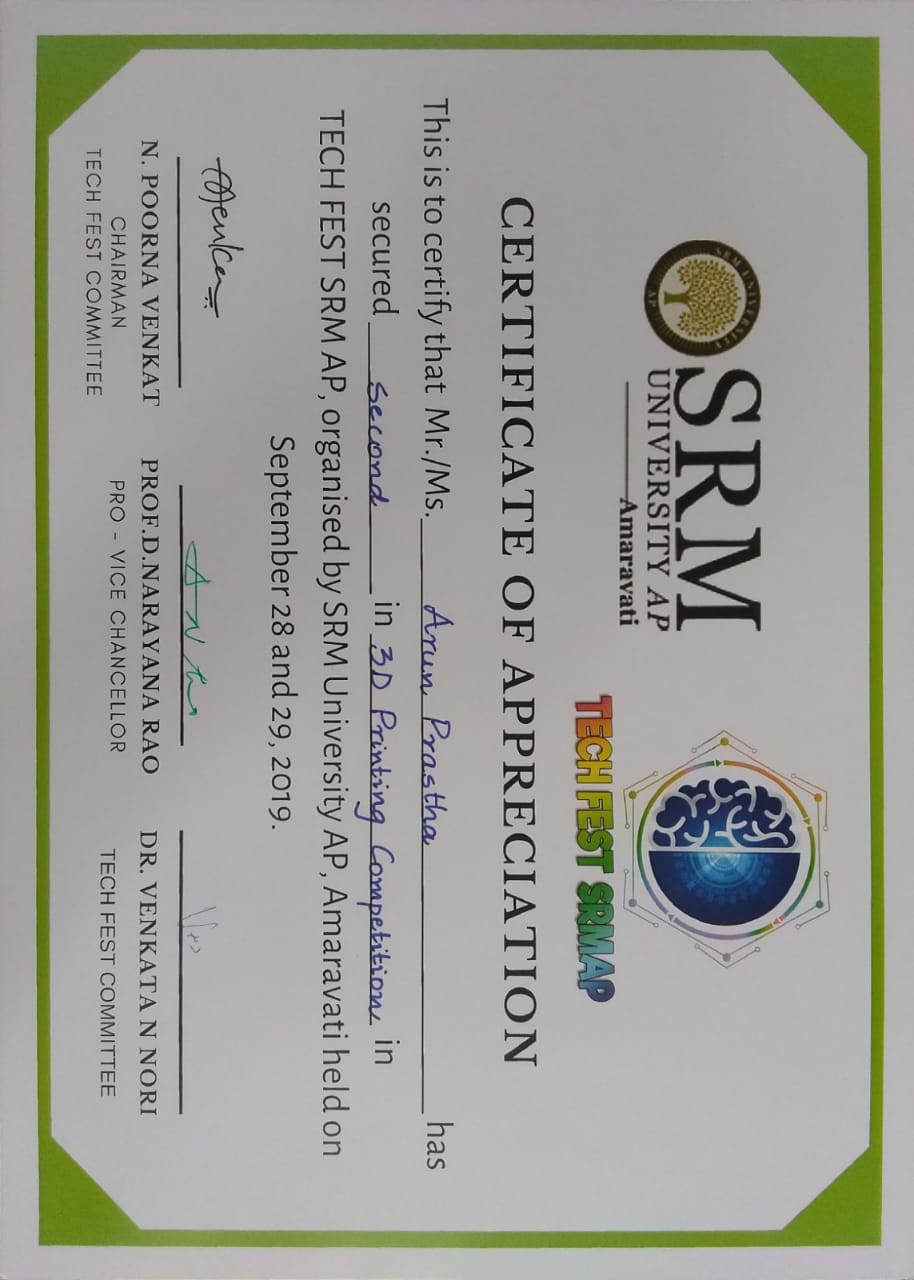 SRM UNIVERSITY
AP
SRM
UNIVERSITY AP
Amaravati
TECH FEST SRMAP
CERTIFICATE OF APPRECIATION
This is to certify that Mr./Ms. Arun Prastha has
secured Second in 3D Printing Competition in
TECH FEST SRM AP, organised by SRM University AP, Amaravati held on
September 28 and 29, 2019.
N. POORNA VENKAT
CHAIRMAN
TECH FEST COMMITTEE
PROF.D.NARAYANA RAO
PRO - VICE CHANCELLOR
DR. VENKATA N NORI
TECH FEST COMMITTEE